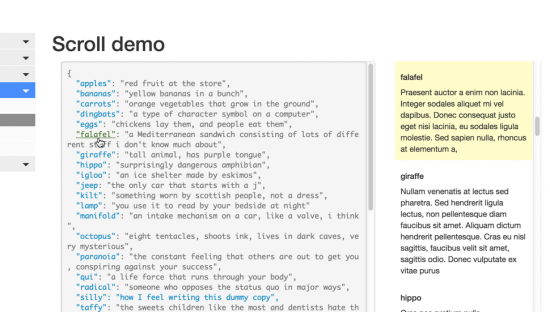 Scroll demo
{
"apples": "red fruit at the store",
"bananas": "yellow bananas in a bunch",
"carrots": "orange vegetables that grow in the ground",
"dingbats": "a type of character symbol on a computer",
"eggs": "chickens lay them, and people eat them",
"falafel": "a Mediterranean sandwich consisting of lots of diffe
rent stuff i don't know much about",
"giraffe": "tall animal, has purple tongue",
"hippo": "surprisingly dangerous amphibian",
"igloo": "an ice shelter made by eskimos",
"jeep": "the only car that starts with a j",
"kilt": "something worn by scottish people, not a dress",
"lamp": "you use it to read by your bedside at night"
"manifold": "an intake mechanism on a car, like a valve, i think
",
"octopus": "eight tentacles, shoots ink, lives in dark caves, ve
ry mysterious",
"paranoia": "the constant feeling that others are out to get you
, conspiring against your success",
"qui": "a life force that runs through your body",
"radical": "someone who opposes the status quo in major ways",
"silly": "how I feel writing this dummy copy",
"taffy": "the sweets children like the most and dentists hate th
falafel
Praesent auctor a enim non lacinia.
Integer sodales aliquet mi vel
dapibus. Donec consequat justo
eget nisi lacinia, eu sodales ligula
molestie. Sed sapien nulla, rhoncus
at elementum a,
giraffe
Nullam venenatis at lectus sed
pharetra. Sed hendrerit ligula
lectus, non pellentesque diam
faucibus sit amet. Aliquam dictum
hendrerit pellentesque. Cras eu nisl
sagittis, faucibus velit sit amet,
sagittis odio. Donec vulputate ex
vitae purus
hippo